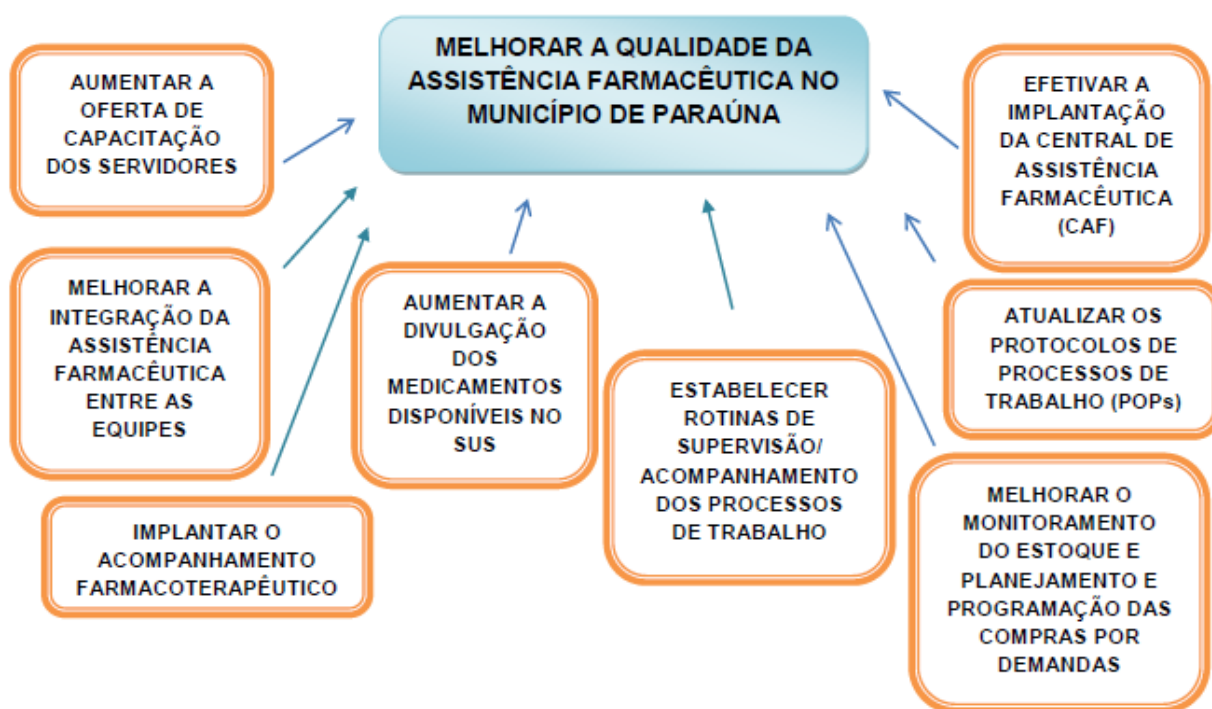 MELHORAR A QUALIDADE DA
ASSISTÊNCIA FARMACÊUTICA NO
MUNICÍPIO DE PARAÚNA
AUMENTAR A
OFERTA DE
CAPACITAÇÃO
DOS SERVIDORES
MELHORAR A
INTEGRAÇÃO DA
ASSISTÊNCIA
FARMACÊUTICA
ENTRE AS
EQUIPES
IMPLANTAR O
ACOMPANHAMENTO
FARMACOTERAPÊUTICO
AUMENTAR A
DIVULGAÇÃO
DOS
MEDICAMENTOS
DISPONÍVEIS NO
SUS
ESTABELECER
ROTINAS DE
SUPERVISÃO/
ACOMPANHAMENTO
DOS PROCESSOS
DE TRABALHO
EFETIVAR A
IMPLANTAÇÃO
DA CENTRAL DE
ASSISTÊNCIA
FARMACÊUTICA
(CAF)
ATUALIZAR OS
PROTOCOLOS DE
PROCESSOS DE
TRABALHO (POPs)
MELHORAR O
MONITORAMENTO
DO ESTOQUE E
PLANEJAMENTO E
PROGRAMAÇÃO DAS
COMPRAS POR
DEMANDAS